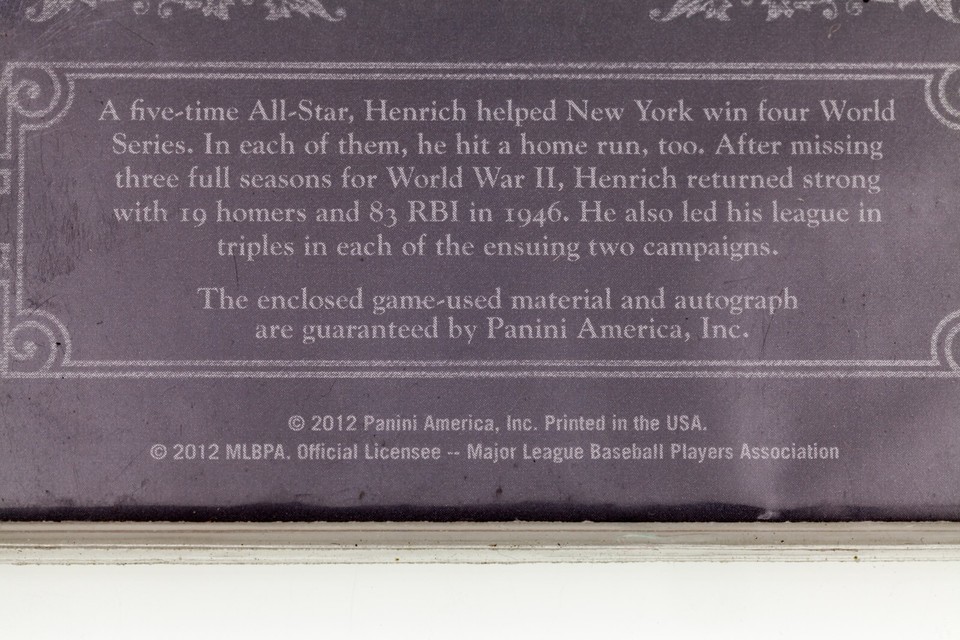 A five-time All-Star, Henrich helped New York win four World
Series. In each of them, he hit a home run, too. After missing
three full seasons for World War II, Henrich returned strong
with 19 homers and 83 RBI in 1946. He also led his league in
triples in each of the ensuing two campaigns.
The enclosed game-used material and autograph
are guaranteed by Panini America, Inc.
© 2012 Panini America, Inc. Printed in the USA.
© 2012 MLBPA. Official Licensee -- Major League Baseball Players Association